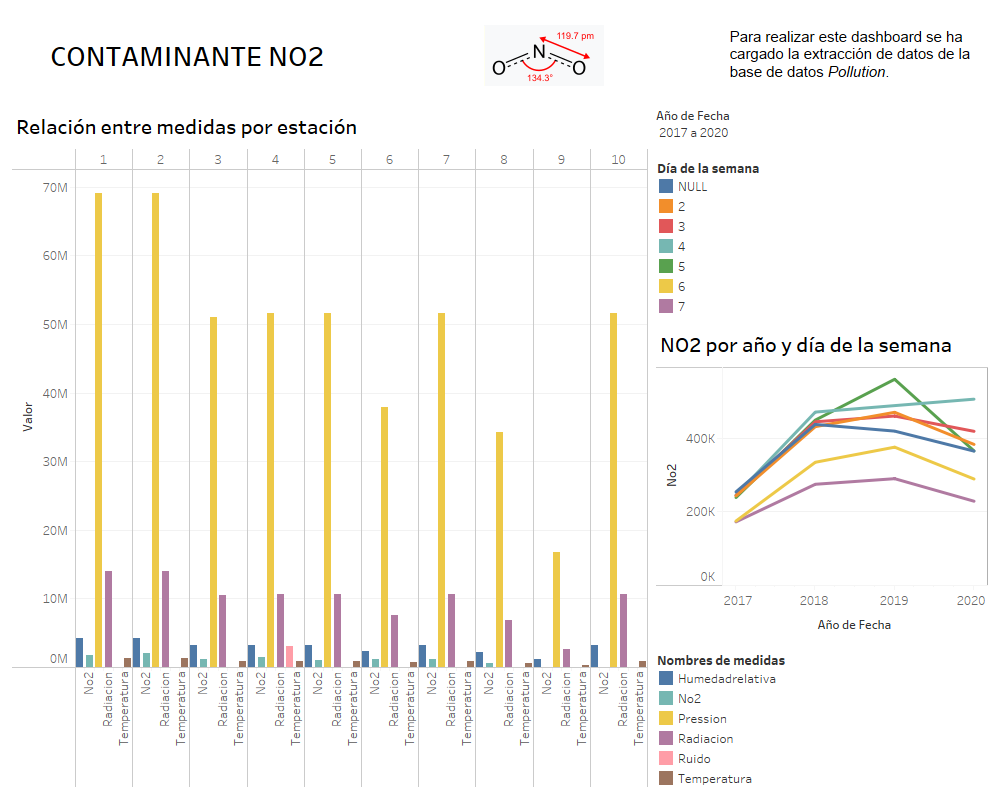 CONTAMINANTE NO2
119.7 pm
N
O
O
134.3°
Para realizar este dashboard se ha
cargado la extracción de datos de la
base de datos Pollution.
Relación entre medidas por estación
1 2 3 4 5 6 7 8 9 10
70M
60M
50M
40M
30M
20M
10M
0M
Valor
No2 Radiacion Temperatura No2 Radiacion Temperatura No2 Radiacion Temperatura No2 Radiacion Temperatura No2 Radiacion Temperatura No2 Radiacion Temperatura No2 Radiacion Temperatura No2 Radiacion Temperatura No2 Radiacion Temperatura No2 Radiacion Temperatura
Año de Fecha
2017 a 2020
Día de la semana
NULL
2
3
4
5
6
7
NO2 por año y día de la semana
400K
200K
0K
No2
2017 2018 2019 2020
Año de Fecha
Nombres de medidas
Humedadrelativa
No2
Pression
Radiacion
Ruido
Temperatura